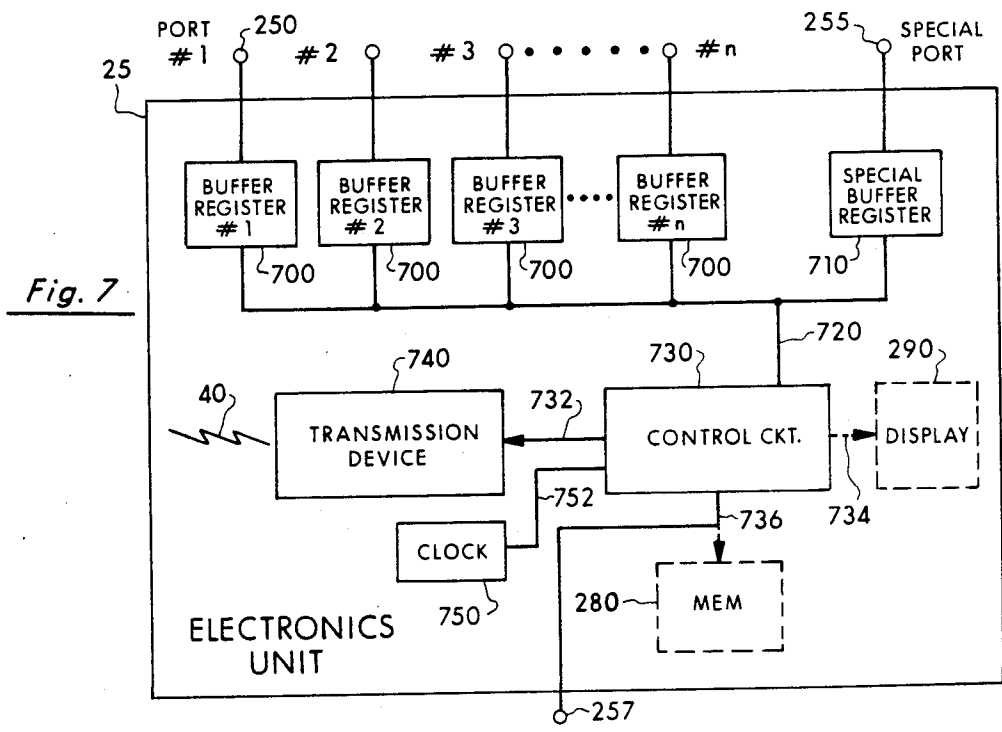 PORT
#1
250
#2
#3
#n
255
SPECIAL
PORT
25
BUFFER
REGISTER
#1
BUFFER
REGISTER
#2
BUFFER
REGISTER
#3
BUFFER
REGISTER
#n
SPECIAL
BUFFER
REGISTER
700
700
700
700
710
Fig. 7
720
740
730
290
40
732
TRANSMISSION
DEVICE
CONTROL CKT.
DISPLAY
752
736
734
CLOCK
750
280
MEM
ELECTRONICS
UNIT
257